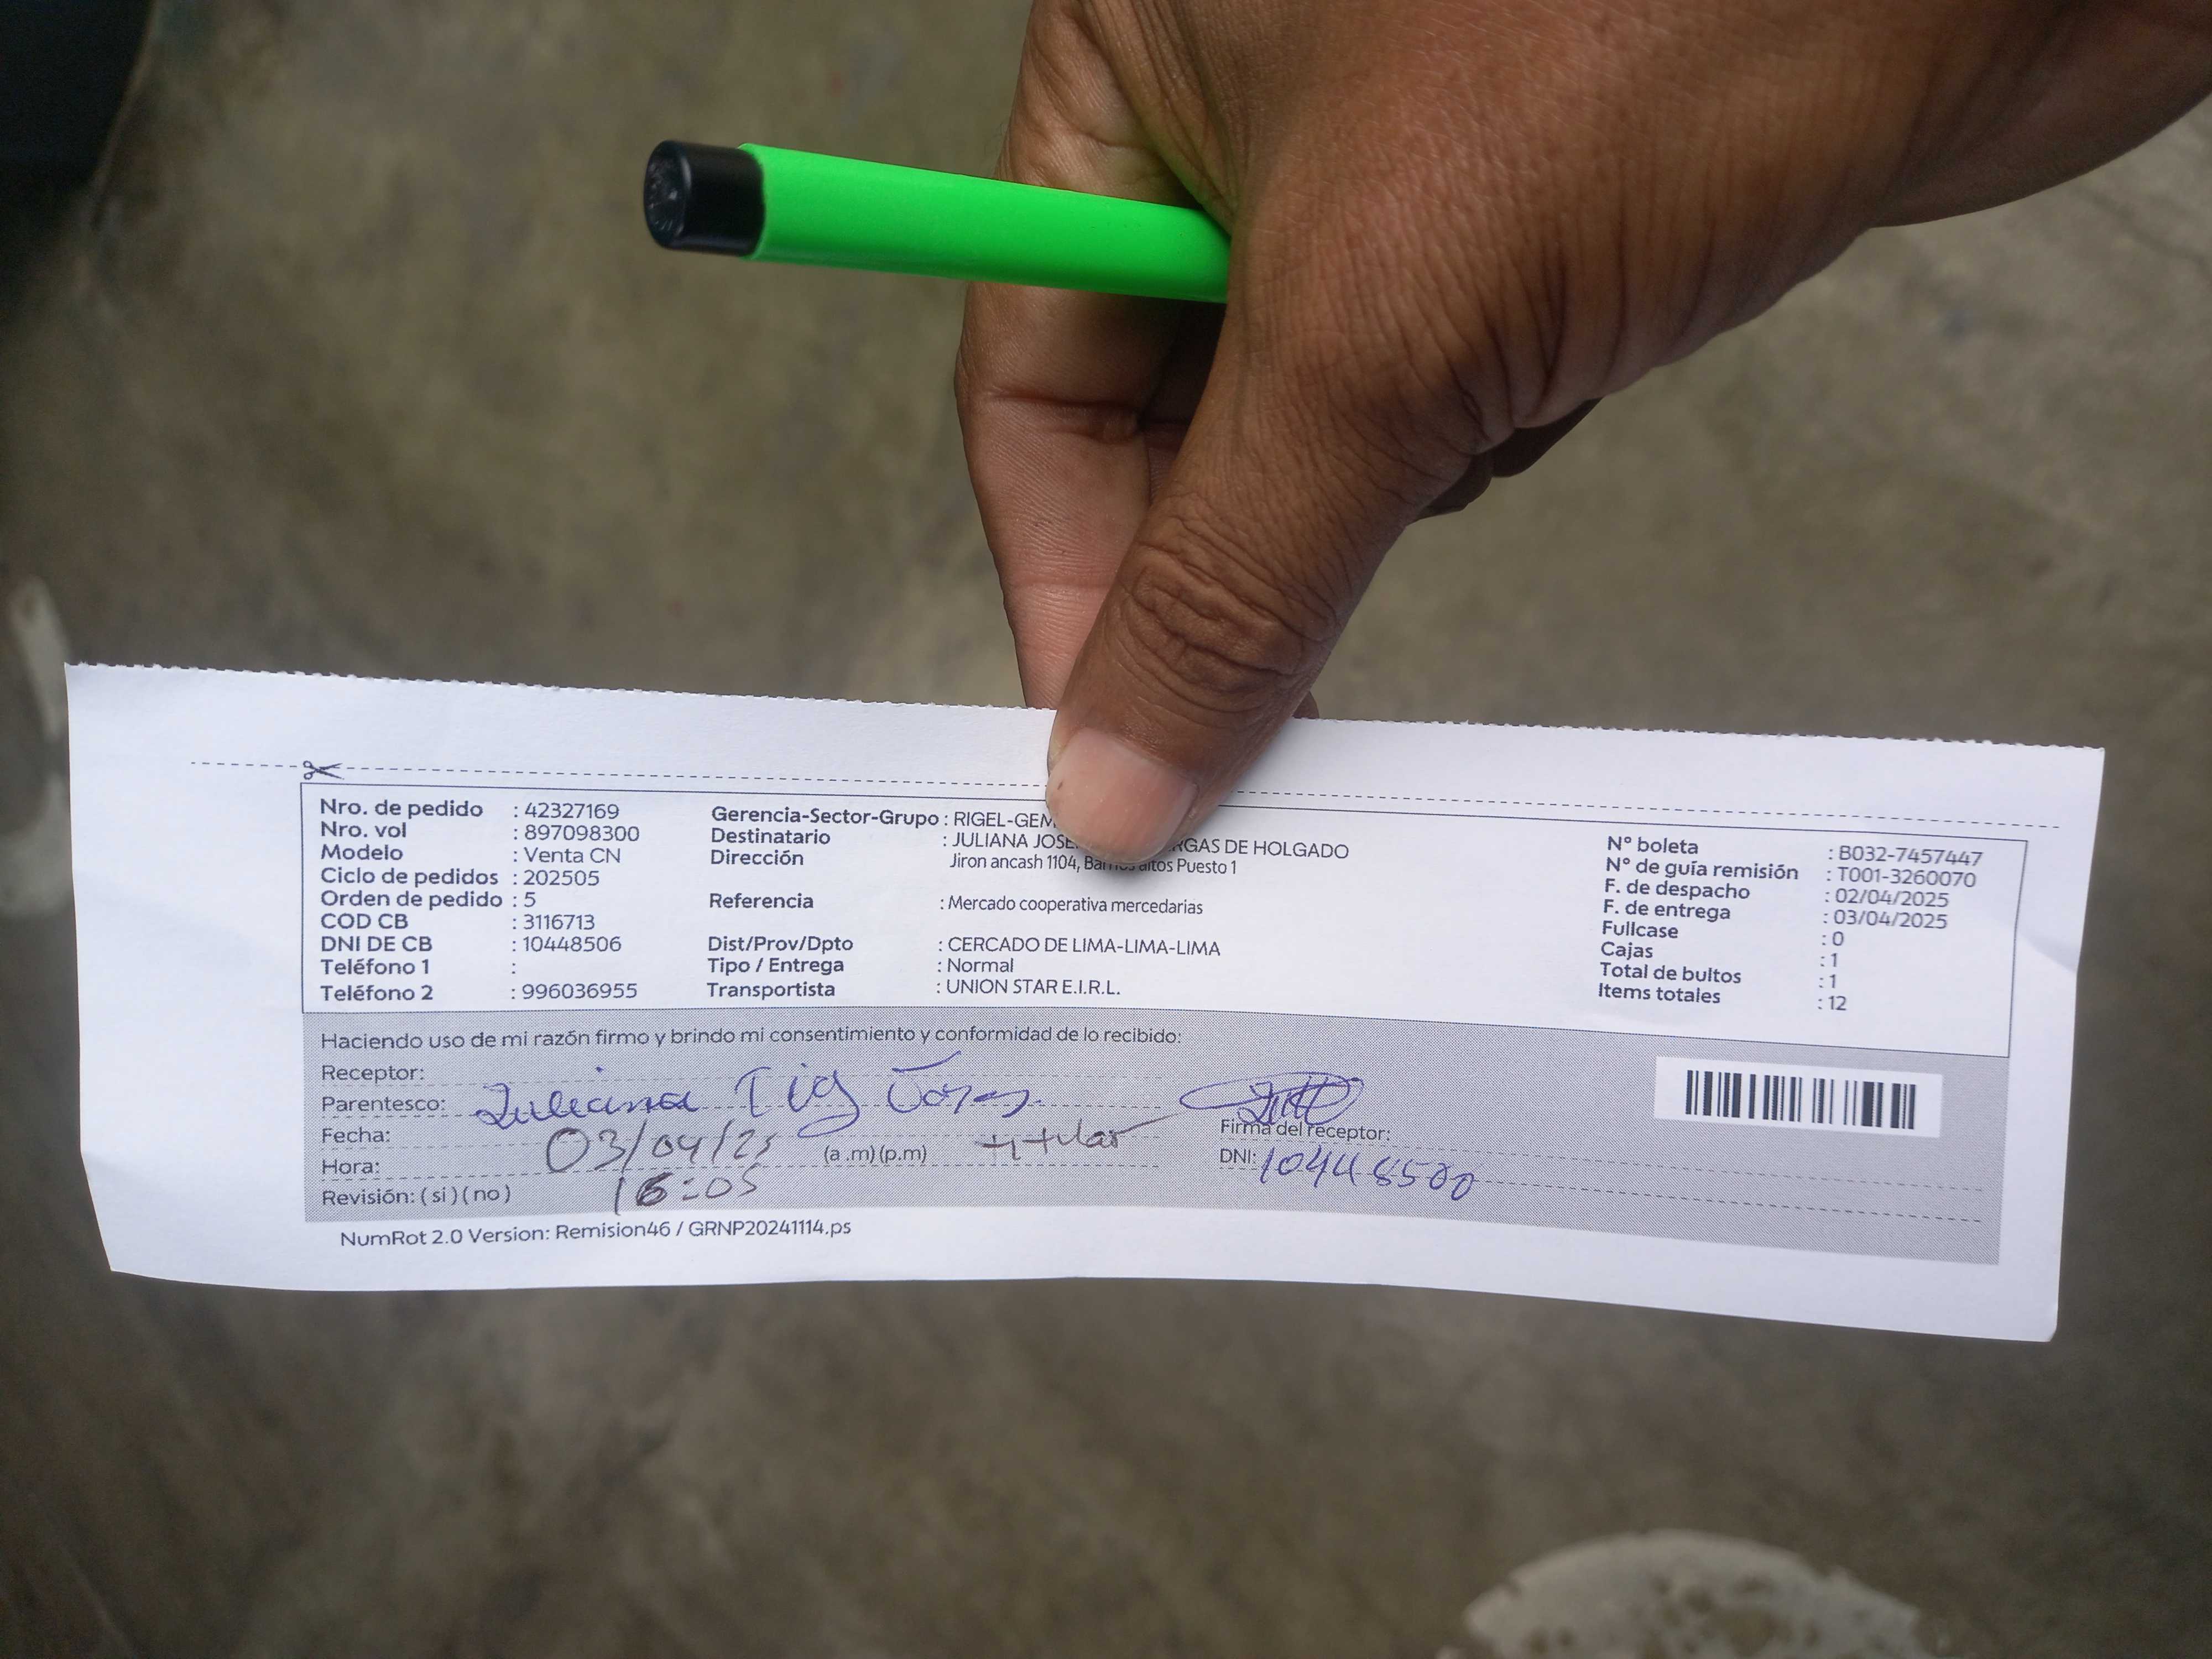 Nro. de pedido : 42327169
Nro. vol : 897098300
Modelo : Venta CN
Ciclo de pedidos : 202505
Orden de pedido : 5
COD CB : 3116713
DNI DE CB : 10448506
Teléfono 1 :
Teléfono 2 : 996036955
Gerencia-Sector-Grupo : RIGEL-GEM
Destinatario : JULIANA JOSE RGAS DE HOLGADO
Dirección Jiron ancash 1104, Barrios altos Puesto 1
Referencia : Mercado cooperativa mercedarias
Dist/Prov/Dpto : CERCADO DE LIMA-LIMA-LIMA
Tipo / Entrega : Normal
Transportista : UNION STAR E.I.R.L.
N° boleta : B032-7457447
N° de guía remisión : T001-3260070
F. de despacho : 02/04/2025
F. de entrega : 03/04/2025
Fullcase : 0
Cajas : 1
Total de bultos : 1
Items totales : 12
Haciendo uso de mi razón firmo y brindo mi consentimiento y conformidad de lo recibido:
Receptor:
Parentesco: Juliana
Fecha: 03/04/25 (a.m) (p.m) titular
Hora: 16:05
Revisión: ( si ) ( no )
Firma del receptor:
DNI: 10448500
NumRot 2.0 Version: Remision46 / GRNP20241114.ps